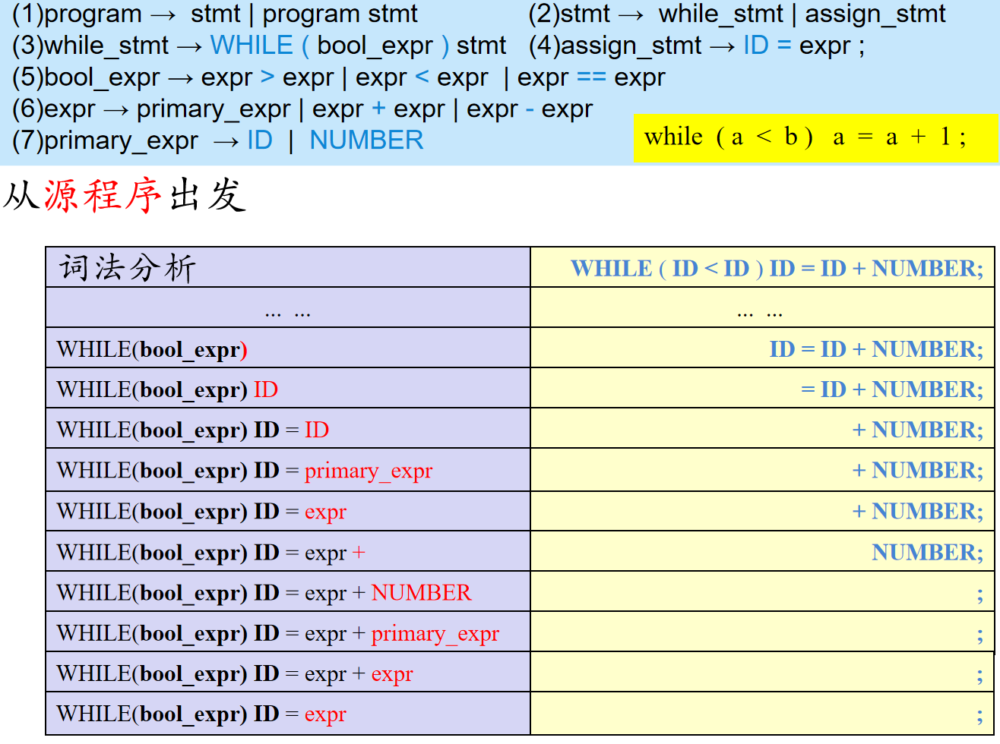 (1)program → stmt | program stmt (2)stmt → while_stmt | assign_stmt
(3)while_stmt → WHILE ( bool_expr ) stmt (4)assign_stmt → ID = expr ;
(5)bool_expr → expr > expr | expr < expr | expr == expr
(6)expr → primary_expr | expr + expr | expr - expr
(7)primary_expr → ID | NUMBER
while ( a < b ) a = a + 1 ;
从源程序出发
词法分析 WHILE ( ID < ID ) ID = ID + NUMBER;
... ... ... ...
WHILE(bool_expr) ID = ID + NUMBER;
WHILE(bool_expr) ID = ID + NUMBER;
WHILE(bool_expr) ID = ID + NUMBER;
WHILE(bool_expr) ID = primary_expr + NUMBER;
WHILE(bool_expr) ID = expr + NUMBER;
WHILE(bool_expr) ID = expr + NUMBER;
WHILE(bool_expr) ID = expr + NUMBER ;
WHILE(bool_expr) ID = expr + primary_expr ;
WHILE(bool_expr) ID = expr + expr ;
WHILE(bool_expr) ID = expr ;